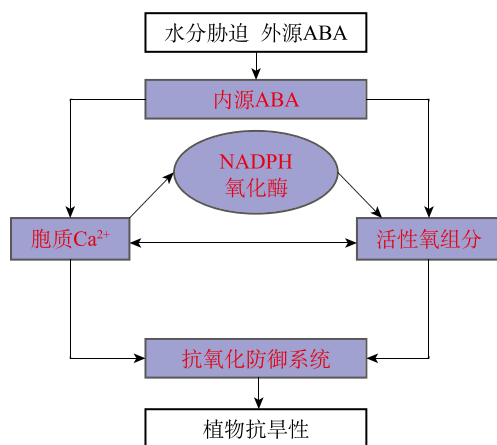 水分胁迫 外源ABA
内源ABA
NADPH
氧化酶
胞质Ca²⁺
活性氧组分
抗氧化防御系统
植物抗旱性